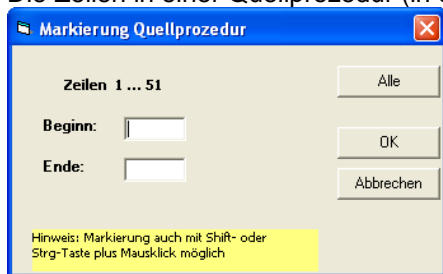 Die Zeilen in einer Quellprozedur (in
Markierung Quellprozedur
Zeilen 1 ... 51
Alle
Beginn:
OK
Ende:
Abbrechen
Hinweis: Markierung auch mit Shift- oder
Strg-Taste plus Mausklick möglich